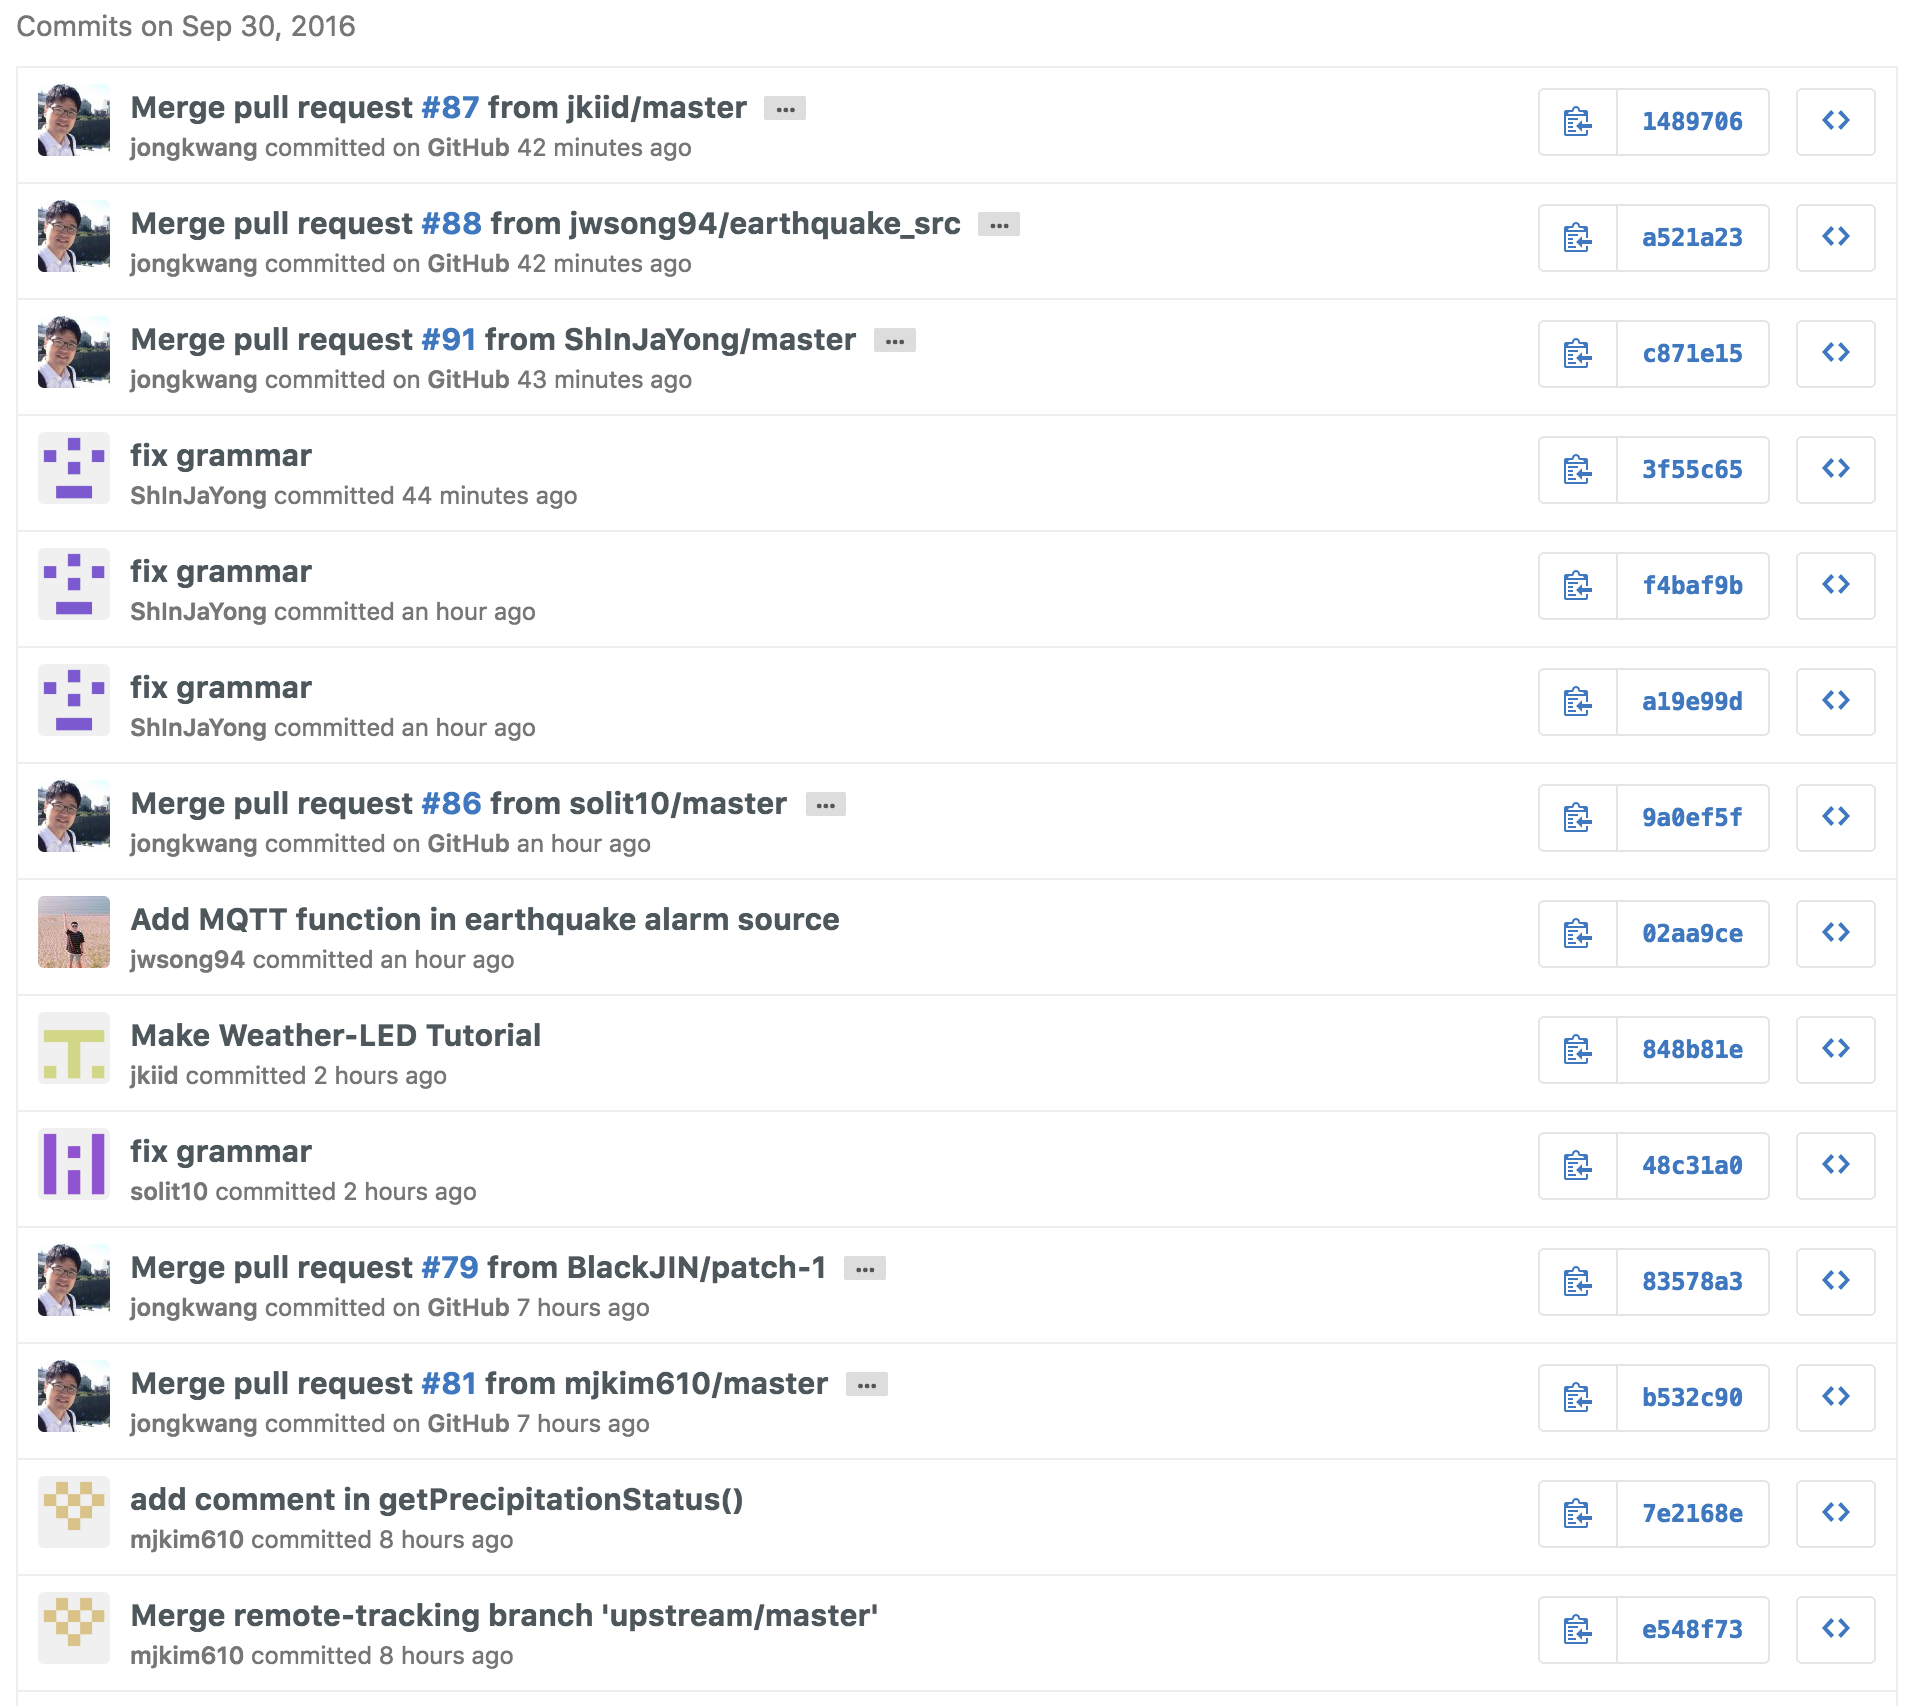 Commits on Sep 30, 2016
Merge pull request #87 from jkiid/master ...
jongkwang committed on GitHub 42 minutes ago
1489706
Merge pull request #88 from jwsong94/earthquake_src ...
jongkwang committed on GitHub 42 minutes ago
a521a23
Merge pull request #91 from ShInJaYong/master ...
jongkwang committed on GitHub 43 minutes ago
c871e15
fix grammar
ShInJaYong committed 44 minutes ago
3f55c65
fix grammar
ShInJaYong committed an hour ago
f4baf9b
fix grammar
ShInJaYong committed an hour ago
a19e99d
Merge pull request #86 from solit10/master ...
jongkwang committed on GitHub an hour ago
9a0ef5f
Add MQTT function in earthquake alarm source
jwsong94 committed an hour ago
02aa9ce
Make Weather-LED Tutorial
jkiid committed 2 hours ago
848b81e
fix grammar
solit10 committed 2 hours ago
48c31a0
Merge pull request #79 from BlackJIN/patch-1 ...
jongkwang committed on GitHub 7 hours ago
83578a3
Merge pull request #81 from mjkim610/master ...
jongkwang committed on GitHub 7 hours ago
b532c90
add comment in getPrecipitationStatus()
mjkim610 committed 8 hours ago
7e2168e
Merge remote-tracking branch 'upstream/master'
mjkim610 committed 8 hours ago
e548f73